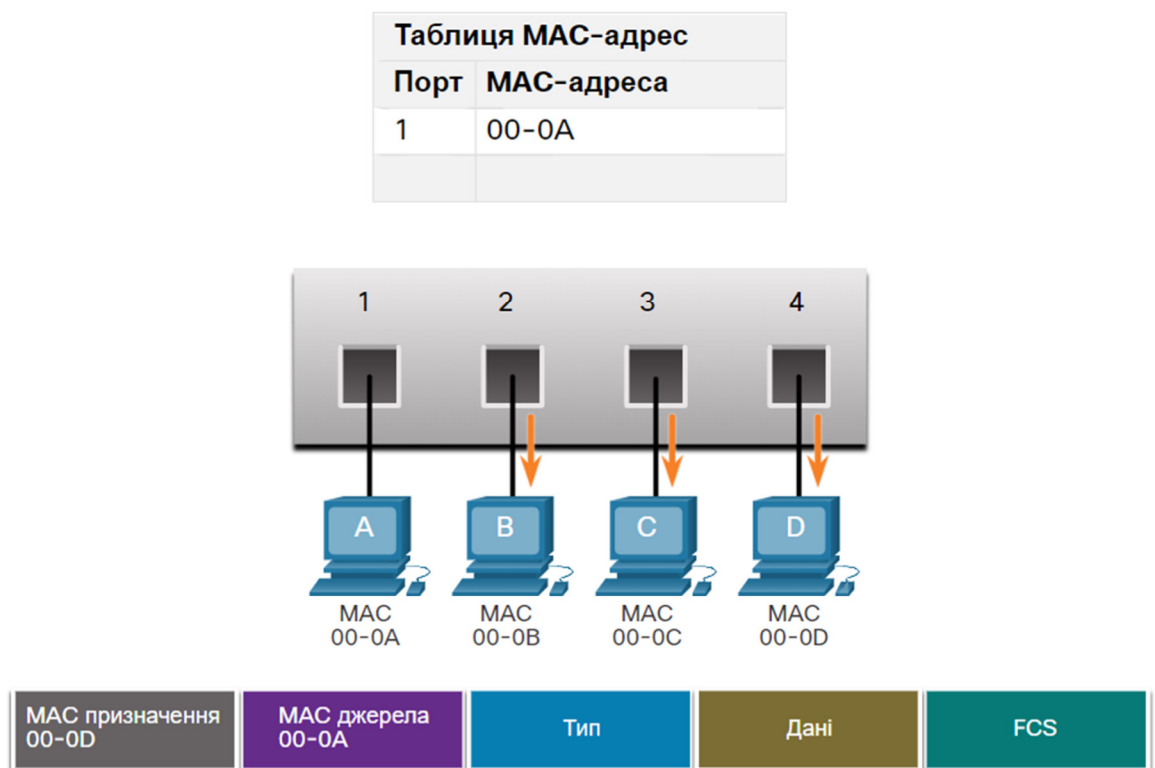 Таблиця MAC-адрес
Порт MAC-адреса
1 00-0A
1 2 3 4
A B C D
MAC MAC MAC MAC
00-0A 00-0B 00-0C 00-0D
MAC призначення MAC джерела Тип Дані FCS
00-0D 00-0A